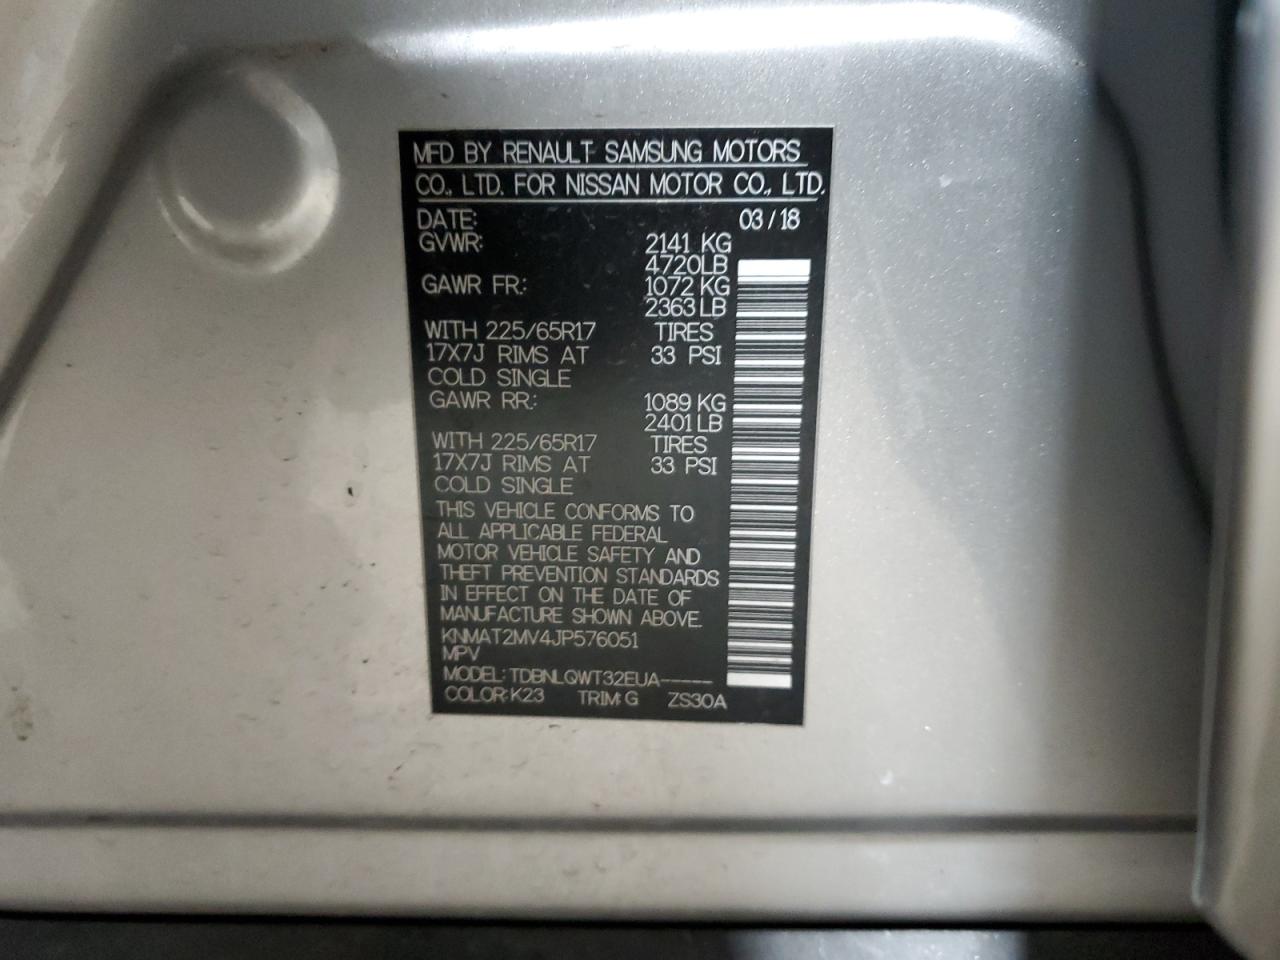 MFD BY RENAULT SAMSUNG MOTORS
CO., LTD. FOR NISSAN MOTOR CO., LTD.
DATE: 03/18
GVWR: 2141 KG
4720LB
GAWR FR.: 1072 KG
2363 LB
WITH 225/65R17 TIRES
17X7J RIMS AT 33 PSI
COLD SINGLE
GAWR RR.: 1089 KG
2401 LB
WITH 225/65R17 TIRES
17X7J RIMS AT 33 PSI
COLD SINGLE
THIS VEHICLE CONFORMS TO
ALL APPLICABLE FEDERAL
MOTOR VEHICLE SAFETY AND
THEFT PREVENTION STANDARDS
IN EFFECT ON THE DATE OF
MANUFACTURE SHOWN ABOVE.
KNMAT2MV4JP576051
MPV
MODEL: TDBNLQWT32EUA-----
COLOR: K23 TRIM: G ZS30A